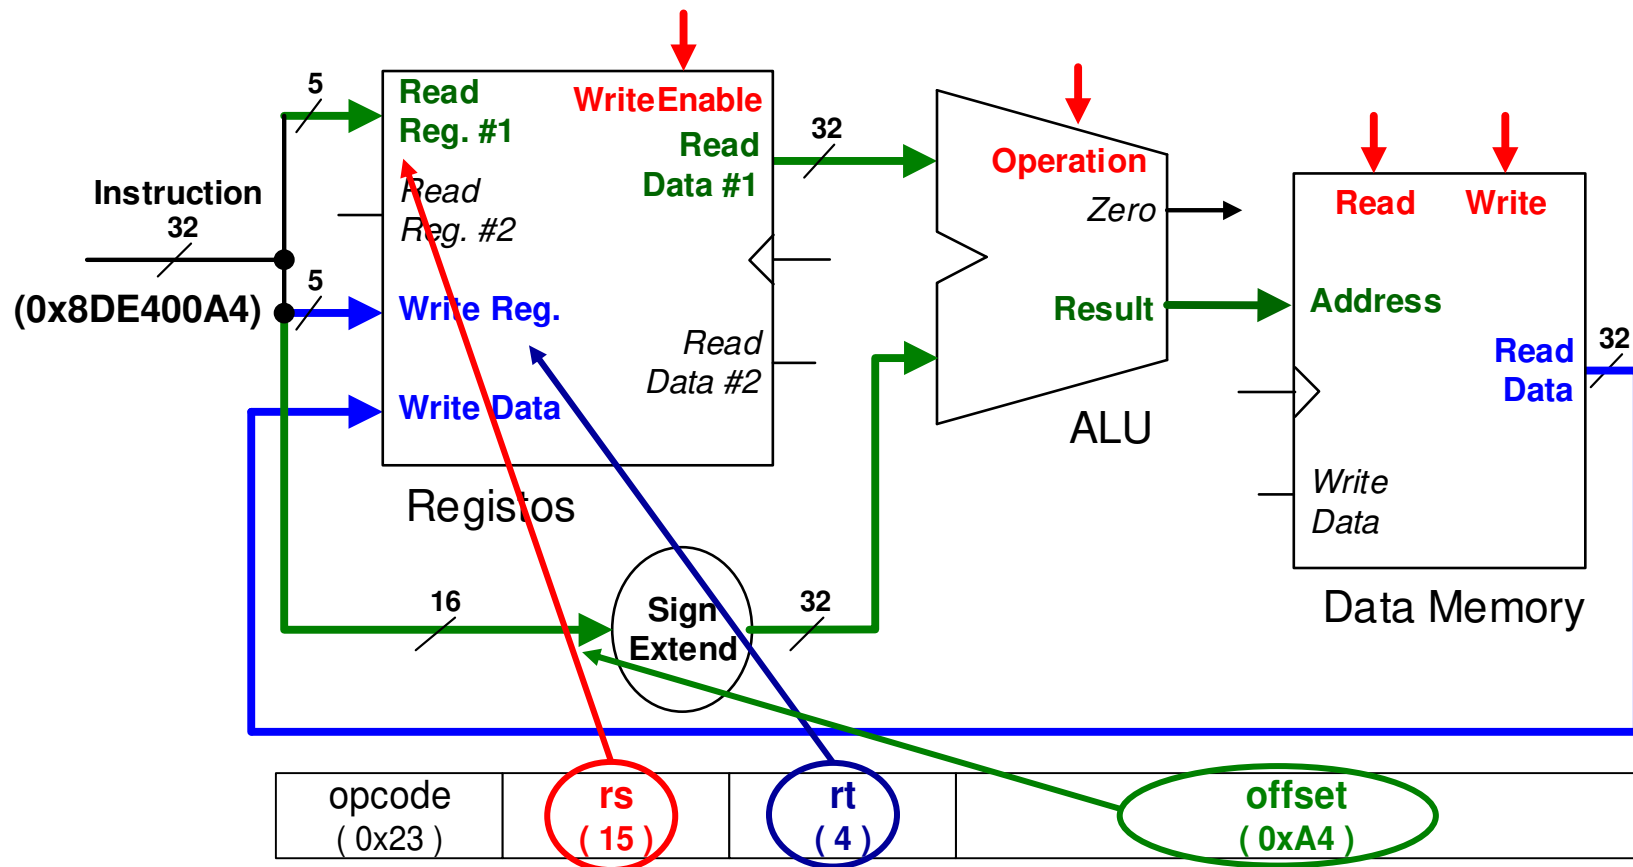 5
Read
Reg. #1
WriteEnable
Read
Data #1
32
Operation
Zero
Read
Write
Instruction
32
(0x8DE400A4)
Read
Reg. #2
5
Write Reg.
Result
Address
Read
Data #2
Read
Data
32
Write Data
ALU
Write
Data
Registos
Data Memory
16
Sign
Extend
32
opcode
( 0x23 )
rs
( 15 )
rt
( 4 )
offset
( 0xA4 )